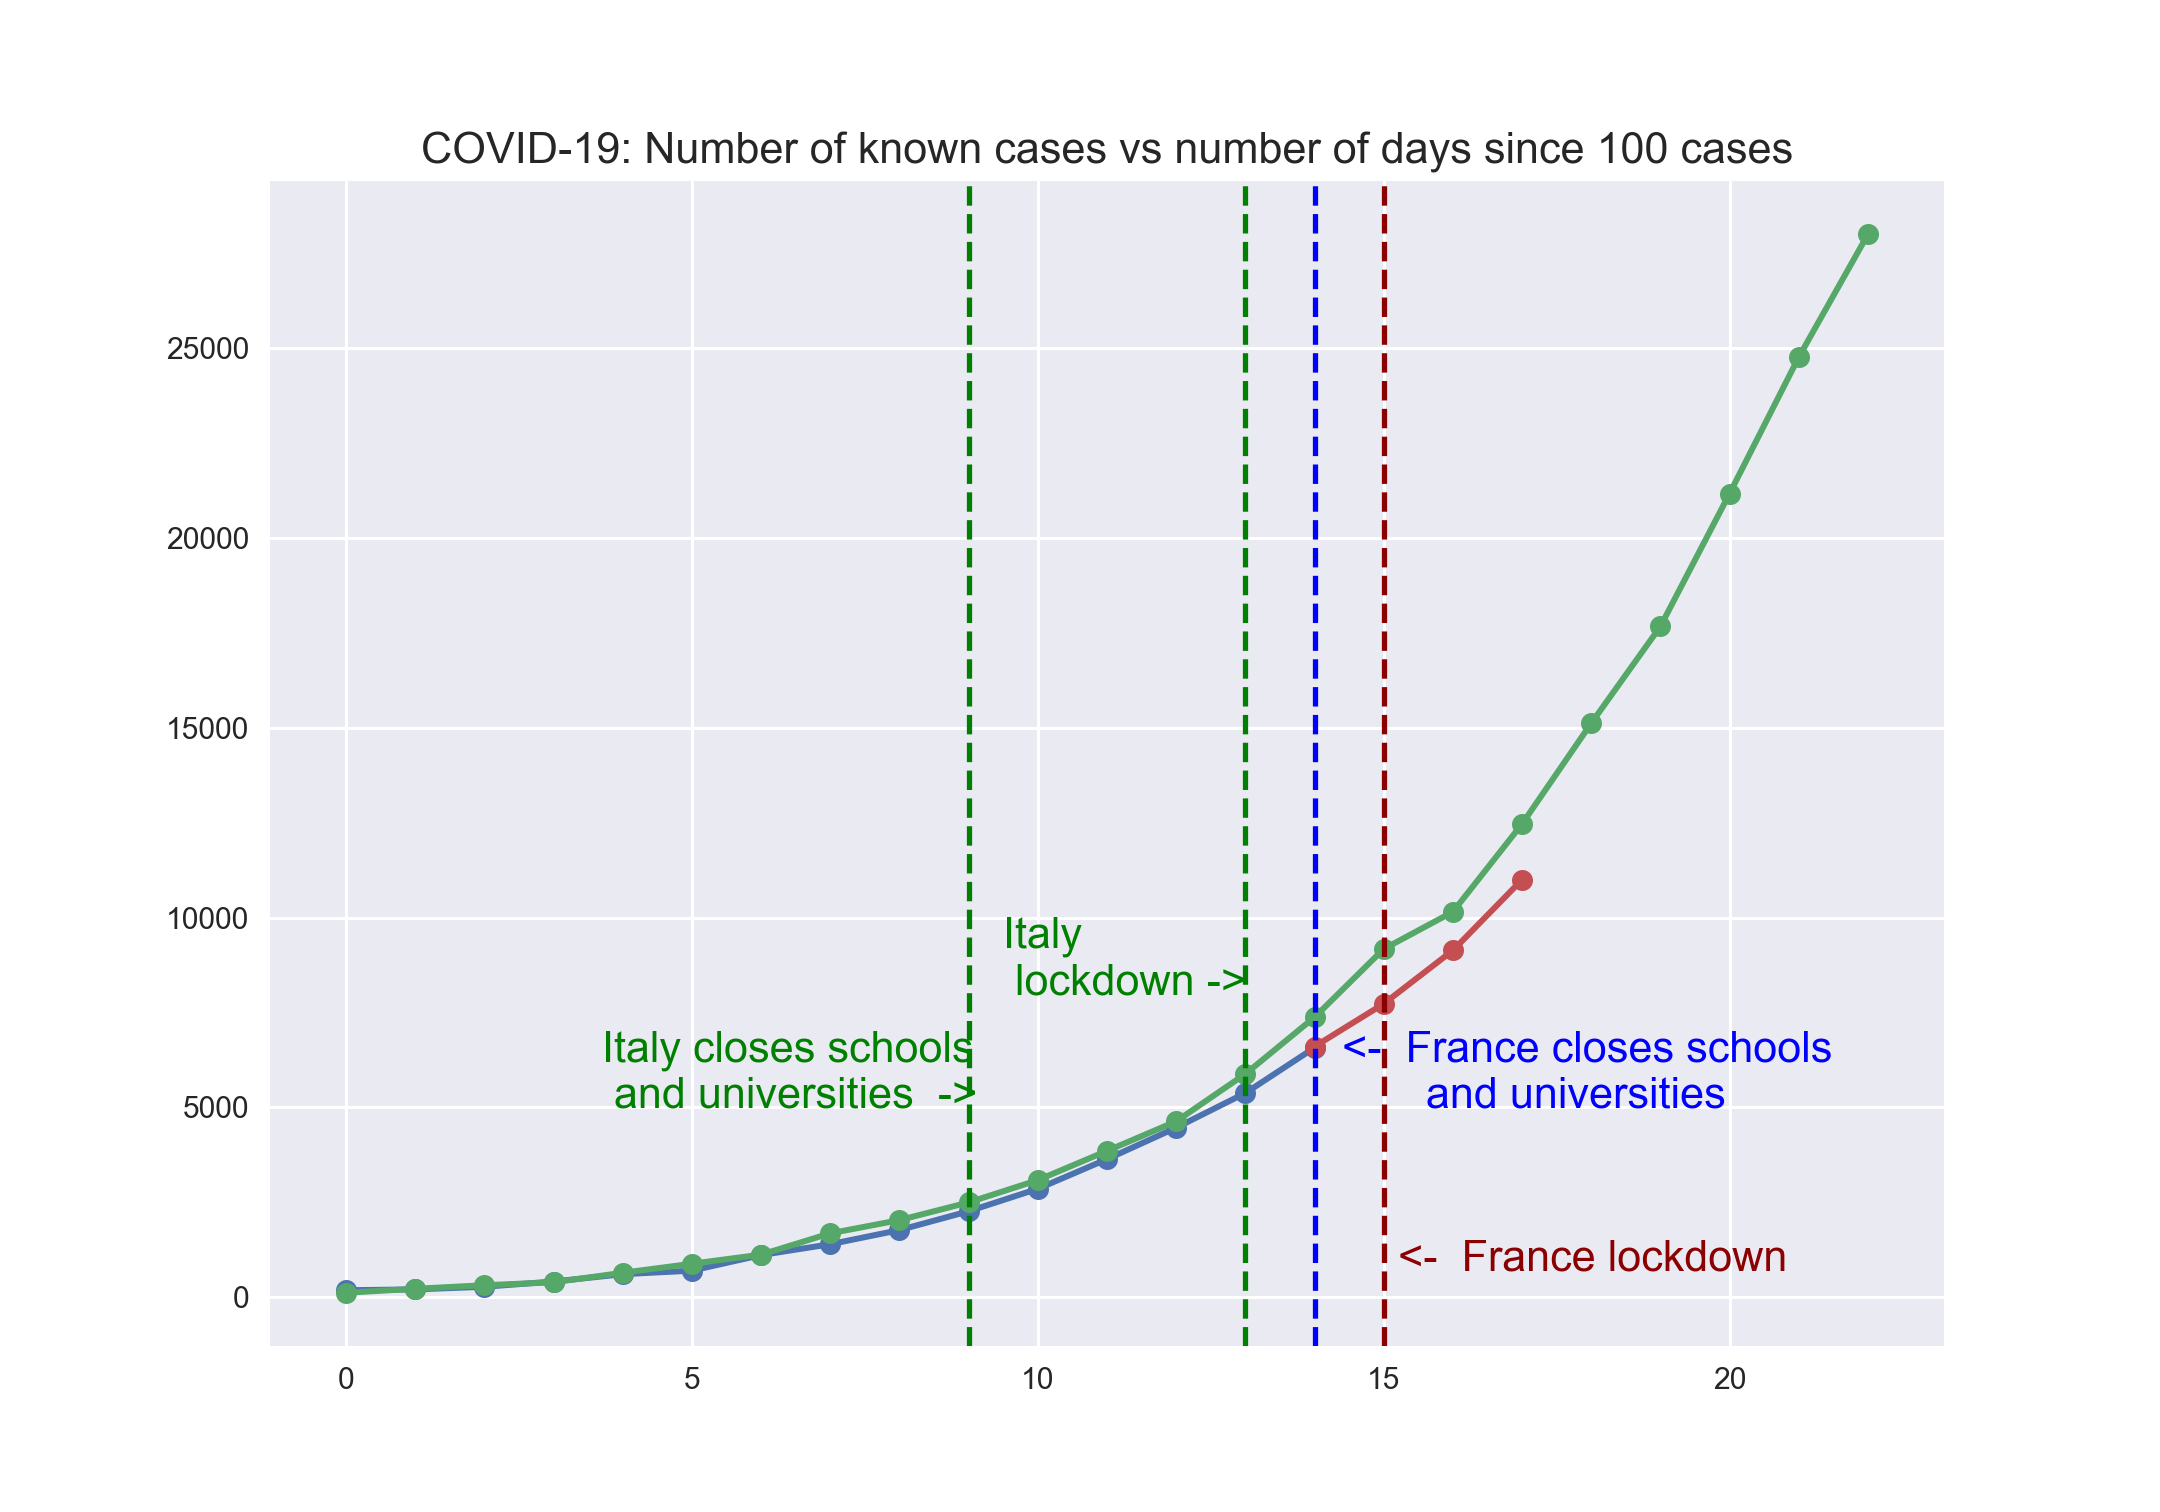 COVID-19: Number of known cases vs number of days since 100 cases
25000
20000
15000
10000
5000
0
Italy
lockdown ->
Italy closes schools
and universities  ->
<-  France closes schools
and universities
<-  France lockdown
0 5 10 15 20